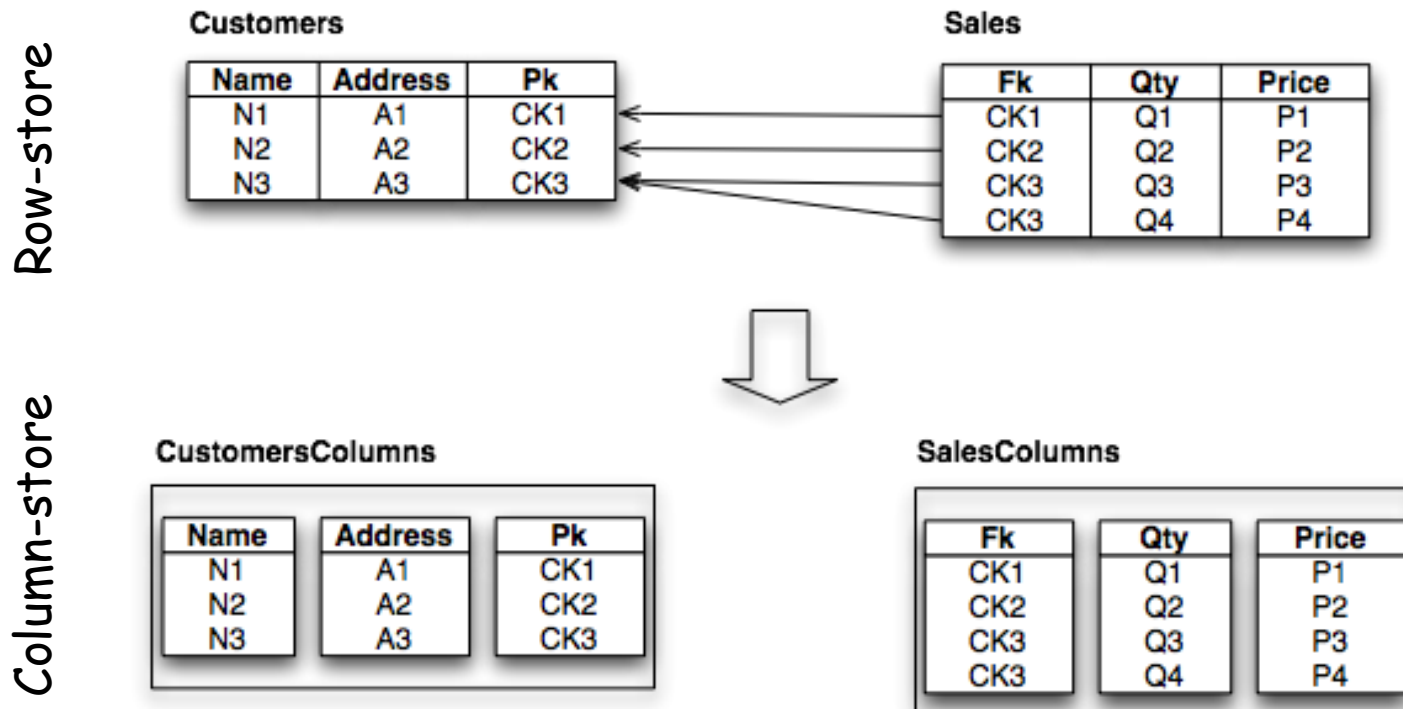 Row-store
Customers
Name Address Pk
N1 A1 CK1
N2 A2 CK2
N3 A3 CK3
Sales
Fk Qty Price
CK1 Q1 P1
CK2 Q2 P2
CK3 Q3 P3
CK3 Q4 P4
Column-store
CustomersColumns
Name Address Pk
N1 A1 CK1
N2 A2 CK2
N3 A3 CK3
SalesColumns
Fk Qty Price
CK1 Q1 P1
CK2 Q2 P2
CK3 Q3 P3
CK3 Q4 P4